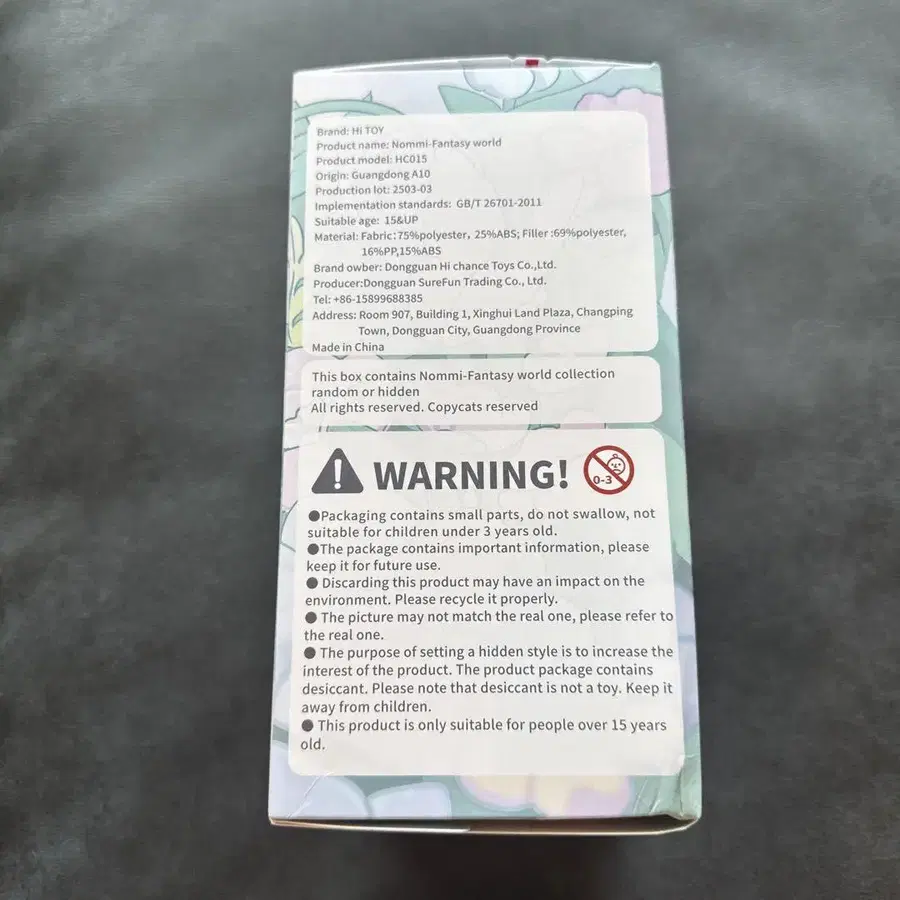 Brand: Hi TOY
Product name: Nommi-Fantasy world
Product model: HC015
Origin: Guangdong A10
Production lot: 2503-03
Implementation standards: GB/T 26701-2011
Suitable age: 15&UP
Material: Fabric:75%polyester, 25%ABS; Filler :69%polyester,
16%PP,15%ABS
Brand owber: Dongguan Hi chance Toys Co.,Ltd.
Producer:Dongguan SureFun Trading Co., Ltd.
Tel: +86-15899688385
Address: Room 907, Building 1, Xinghui Land Plaza, Changping
Town, Dongguan City, Guangdong Province
Made in China
This box contains Nommi-Fantasy world collection
random or hidden
All rights reserved. Copycats reserved
WARNING!
0-3
●Packaging contains small parts, do not swallow, not
suitable for children under 3 years old.
●The package contains important information, please
keep it for future use.
● Discarding this product may have an impact on the
environment. Please recycle it properly.
● The picture may not match the real one, please refer to
the real one.
● The purpose of setting a hidden style is to increase the
interest of the product. The product package contains
desiccant. Please note that desiccant is not a toy. Keep it
away from children.
● This product is only suitable for people over 15 years
old.